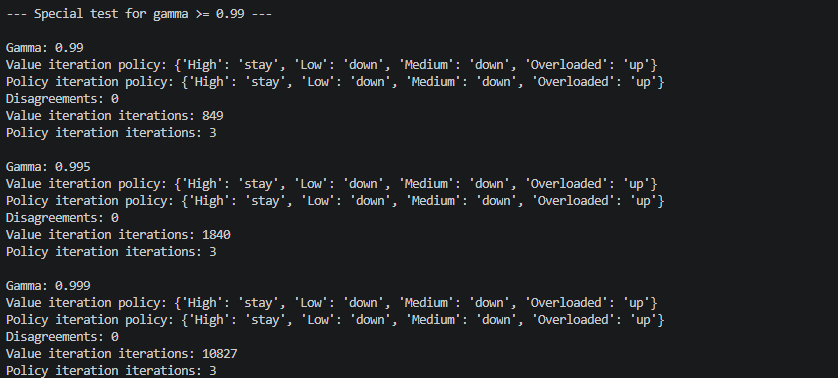 --- Special test for gamma >= 0.99 ---
Gamma: 0.99
Value iteration policy: {'High': 'stay', 'Low': 'down', 'Medium': 'down', 'Overloaded': 'up'}
Policy iteration policy: {'High': 'stay', 'Low': 'down', 'Medium': 'down', 'Overloaded': 'up'}
Disagreements: 0
Value iteration iterations: 849
Policy iteration iterations: 3
Gamma: 0.995
Value iteration policy: {'High': 'stay', 'Low': 'down', 'Medium': 'down', 'Overloaded': 'up'}
Policy iteration policy: {'High': 'stay', 'Low': 'down', 'Medium': 'down', 'Overloaded': 'up'}
Disagreements: 0
Value iteration iterations: 1840
Policy iteration iterations: 3
Gamma: 0.999
Value iteration policy: {'High': 'stay', 'Low': 'down', 'Medium': 'down', 'Overloaded': 'up'}
Policy iteration policy: {'High': 'stay', 'Low': 'down', 'Medium': 'down', 'Overloaded': 'up'}
Disagreements: 0
Value iteration iterations: 10827
Policy iteration iterations: 3